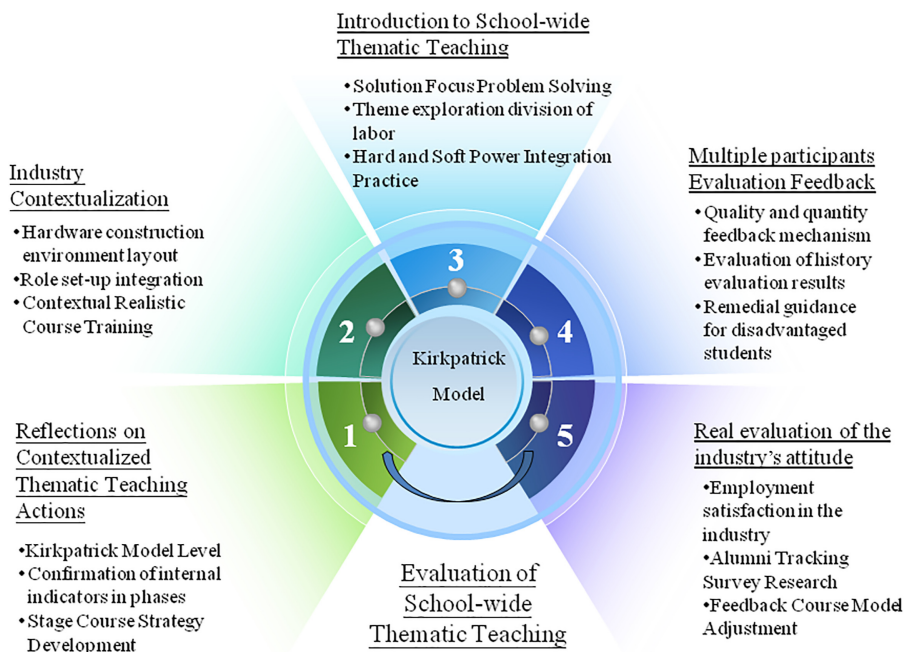 Introduction to School-wide
Thematic Teaching
•Solution Focus Problem Solving
•Theme exploration division of
labor
•Hard and Soft Power Integration
Practice
Industry
Contextualization
•Hardware construction
environment layout
•Role set-up integration
•Contextual Realistic
Course Training
Multiple participants
Evaluation Feedback
•Quality and quantity
feedback mechanism
•Evaluation of history
evaluation results
•Remedial guidance
for disadvantaged
students
3
2
4
Kirkpatrick
Model
1
5
Reflections on
Contextualized
Thematic Teaching
Actions
•Kirkpatrick Model Level
•Confirmation of internal
indicators in phases
•Stage Course Strategy
Development
Evaluation of
School-wide
Thematic Teaching
Real evaluation of the
industry's attitude
•Employment
satisfaction in the
industry
•Alumni Tracking
Survey Research
•Feedback Course Model
Adjustment